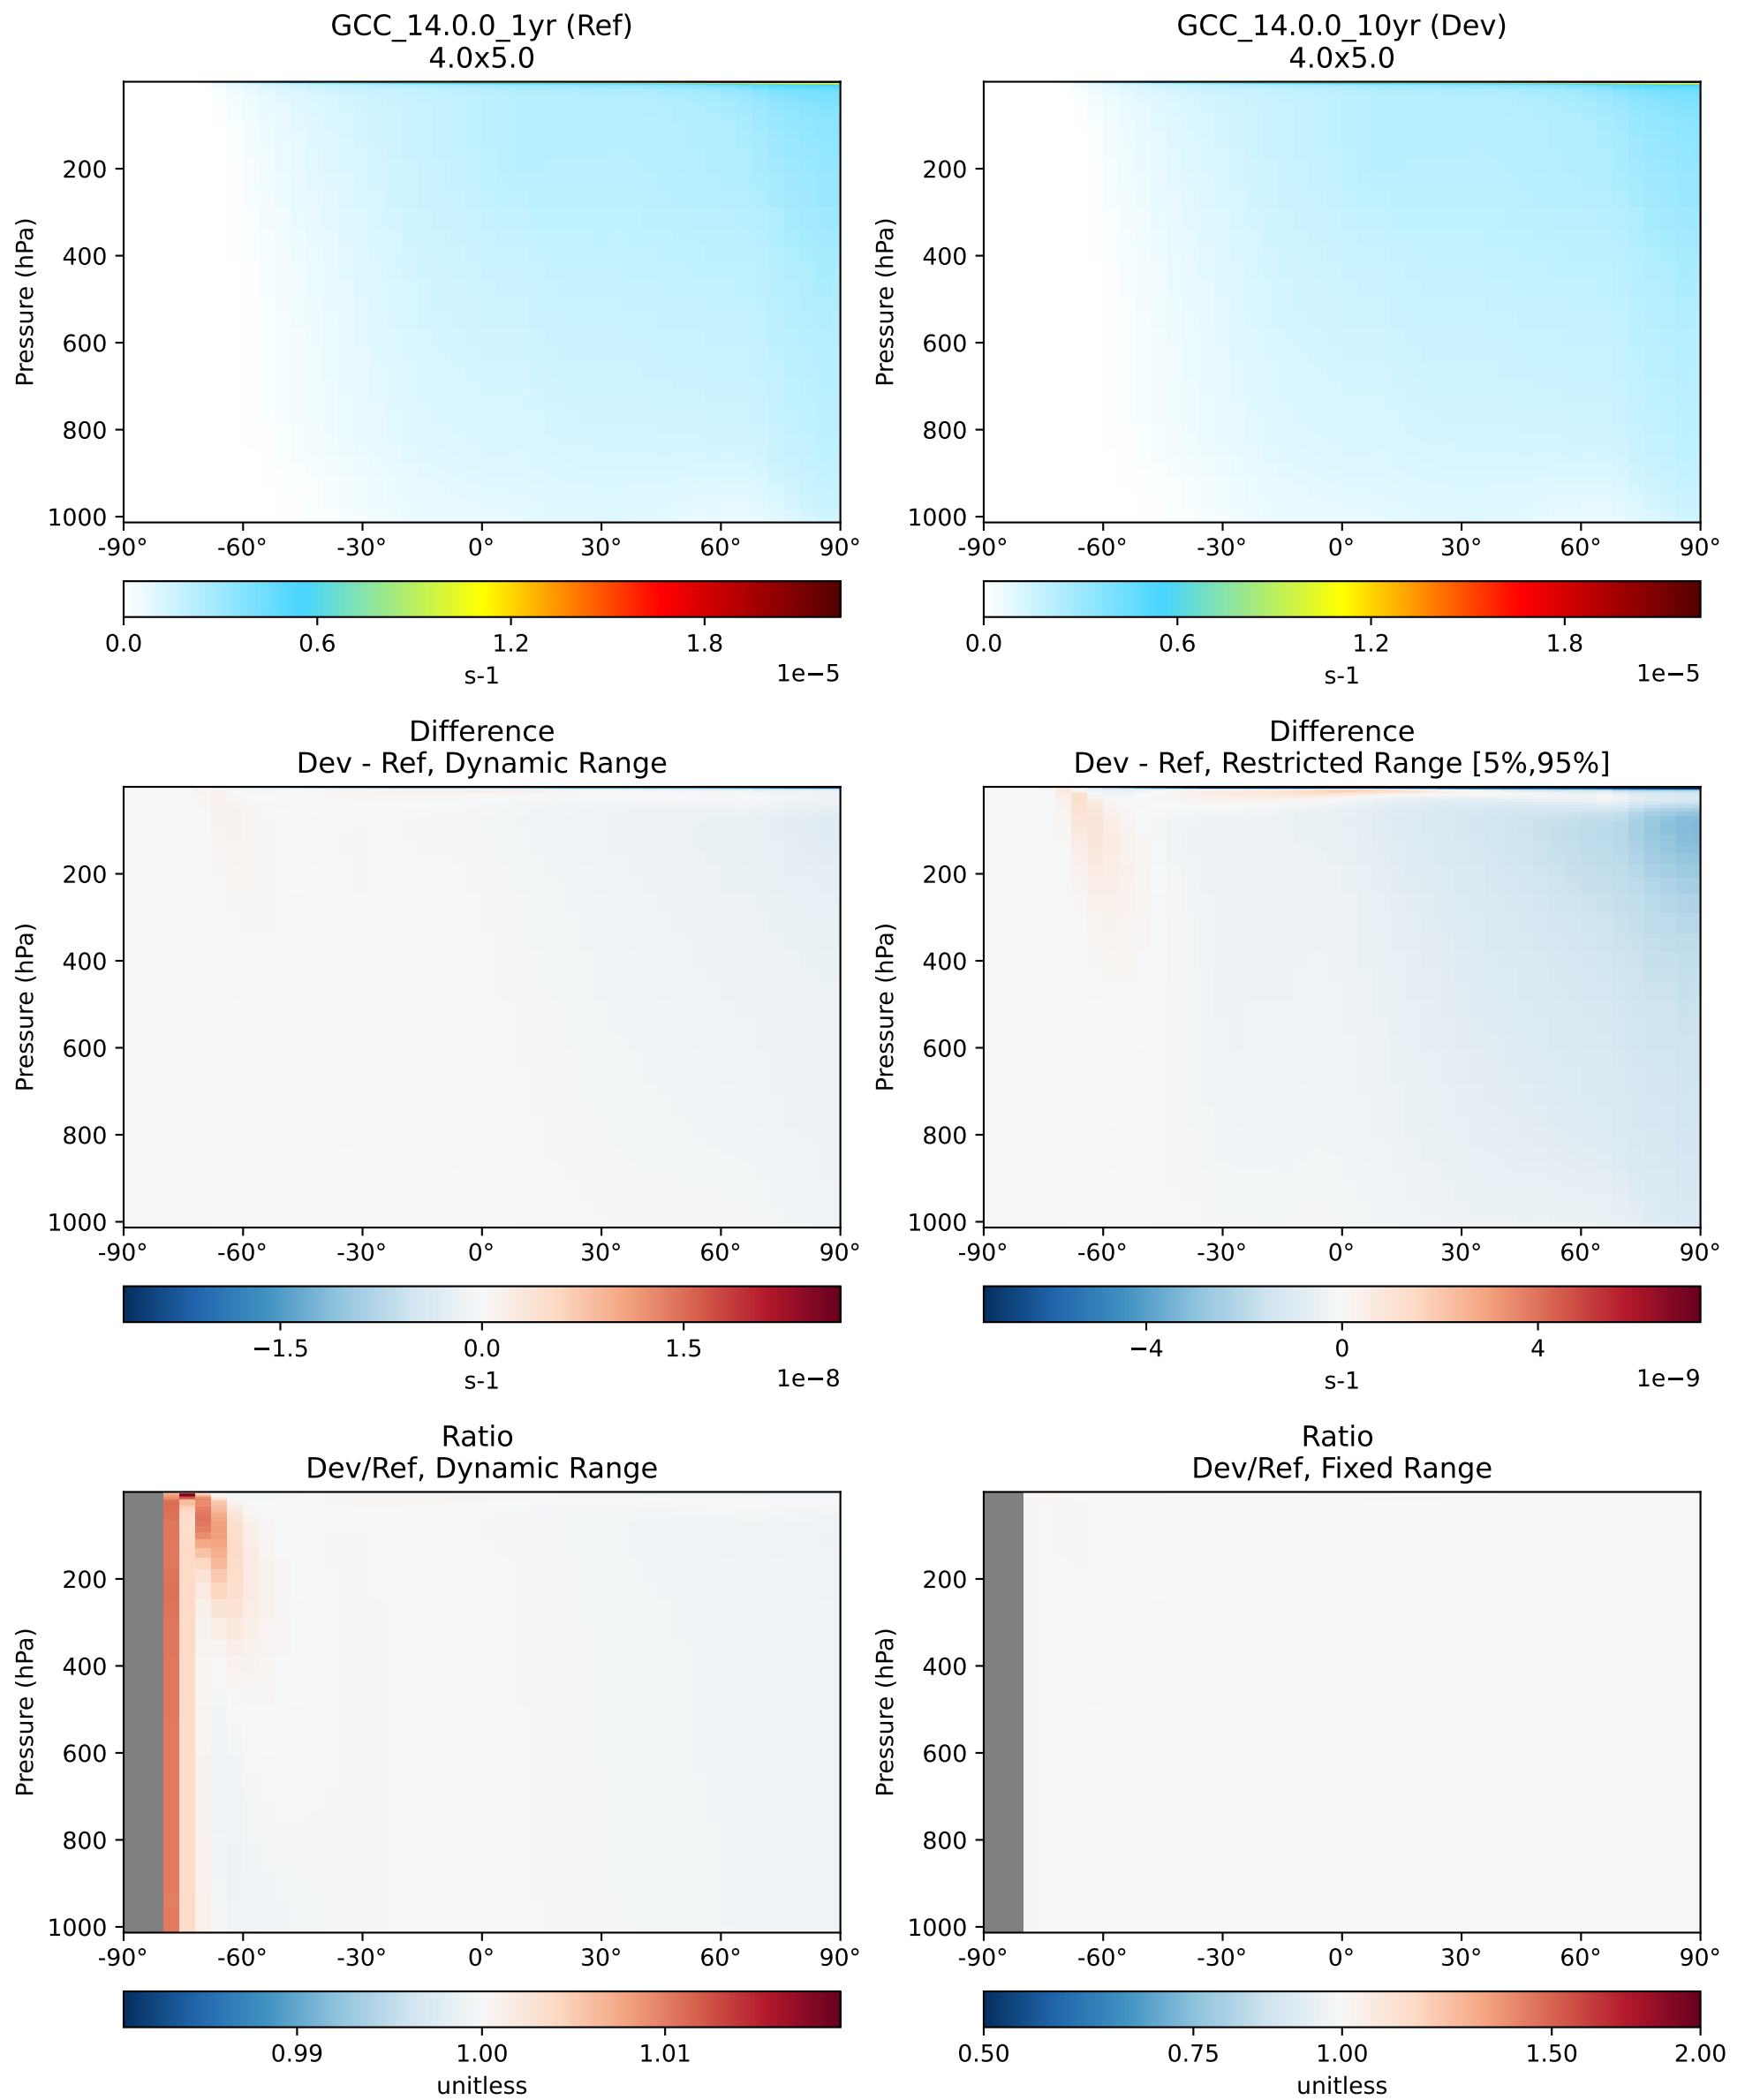 GCC_14.0.0_1yr (Ref)
4.0x5.0
Pressure (hPa)
200
400
600
800
1000
-90° -60° -30° 0° 30° 60° 90°
0.0 0.6 1.2 1.8
s-1 1e−5
GCC_14.0.0_10yr (Dev)
4.0x5.0
Pressure (hPa)
200
400
600
800
1000
-90° -60° -30° 0° 30° 60° 90°
0.0 0.6 1.2 1.8
s-1 1e−5
Difference
Dev - Ref, Dynamic Range
Pressure (hPa)
200
400
600
800
1000
-90° -60° -30° 0° 30° 60° 90°
−1.5 0.0 1.5
s-1 1e−8
Difference
Dev - Ref, Restricted Range [5%,95%]
Pressure (hPa)
200
400
600
800
1000
-90° -60° -30° 0° 30° 60° 90°
−4 0 4
s-1 1e−9
Ratio
Dev/Ref, Dynamic Range
Pressure (hPa)
200
400
600
800
1000
-90° -60° -30° 0° 30° 60° 90°
0.99 1.00 1.01
unitless
Ratio
Dev/Ref, Fixed Range
Pressure (hPa)
200
400
600
800
1000
-90° -60° -30° 0° 30° 60° 90°
0.50 0.75 1.00 1.50 2.00
unitless